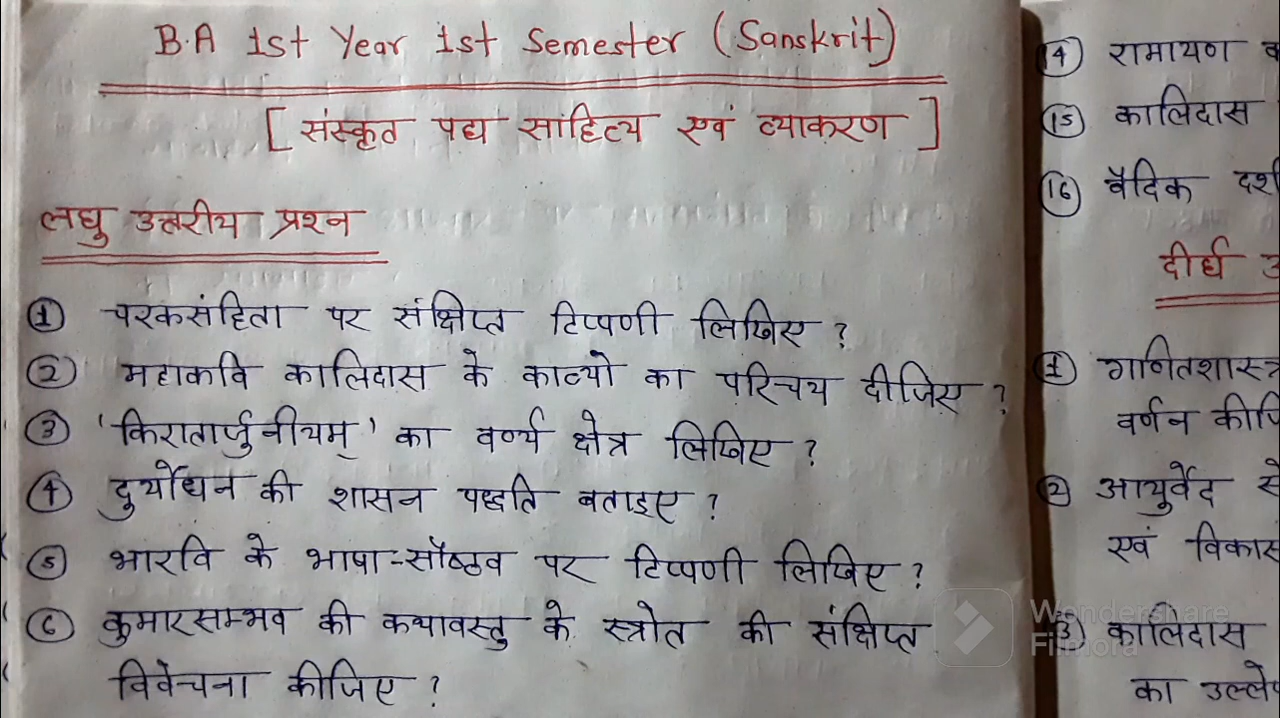 B.A 1st Year 1st Semester (Sanskrit)
[ संस्कृत पद्य साहित्य एवं व्याकरण ]
लघु उत्तरीय प्रश्न
① चरकसंहिता पर संक्षिप्त टिप्पणी लिखिए ?
② महाकवि कालिदास के काव्यो का परिचय दीजिए ?
③ 'किरातार्जुनीयम्' का वर्ण्य क्षेत्र लिखिए ?
④ दुर्योधन की शासन पद्धति बताइए ?
⑤ भारवि के भाषा-सौष्ठव पर टिप्पणी लिखिए ?
⑥ कुमारसम्भव की कथावस्तु के स्त्रोत की संक्षिप्त
विवेचना कीजिए ?
⑭ रामायण
⑮ कालिदास
⑯ वैदिक
दीर्घ
① गणितशास्त्र
वर्णन
② आयुर्वेद
एवं विकास
③ कालिदास
का
Wondershare
Filmora